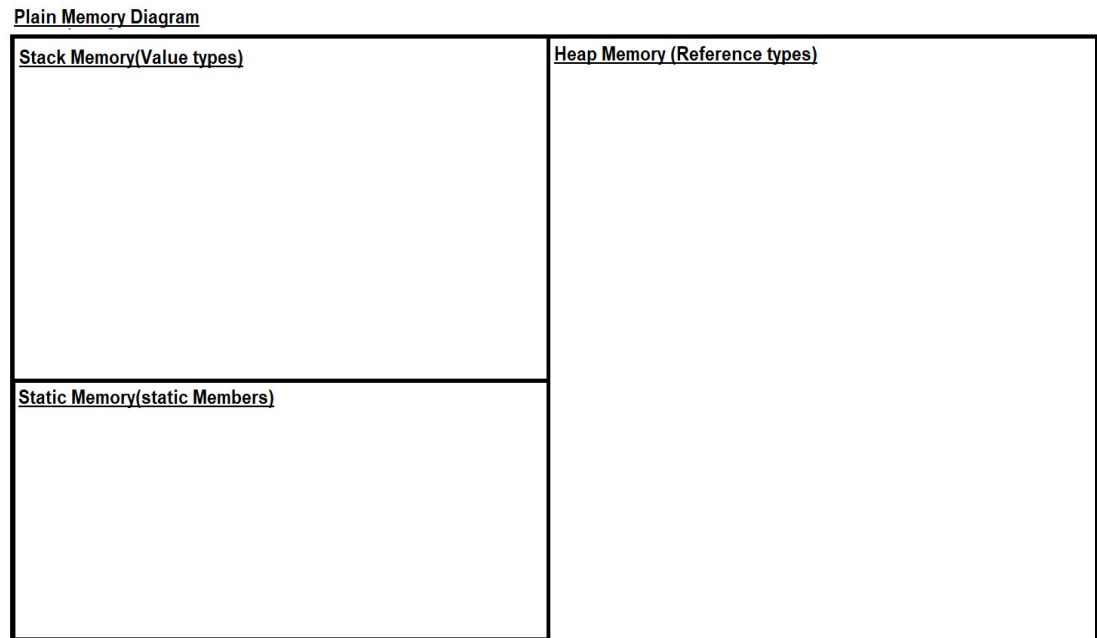 Plain Memory Diagram
Stack Memory(Value types)
Heap Memory (Reference types)
Static Memory(static Members)